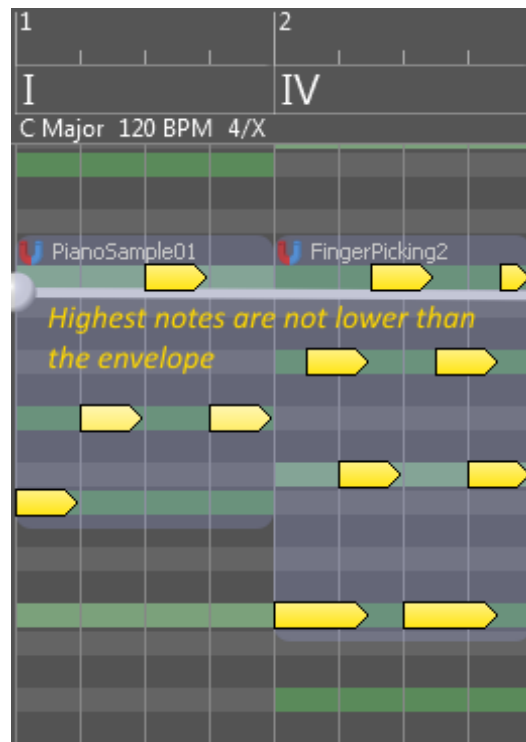 1 2
I IV
C Major 120 BPM 4/X
PianoSample01 FingerPicking2
Highest notes are not lower than
the envelope